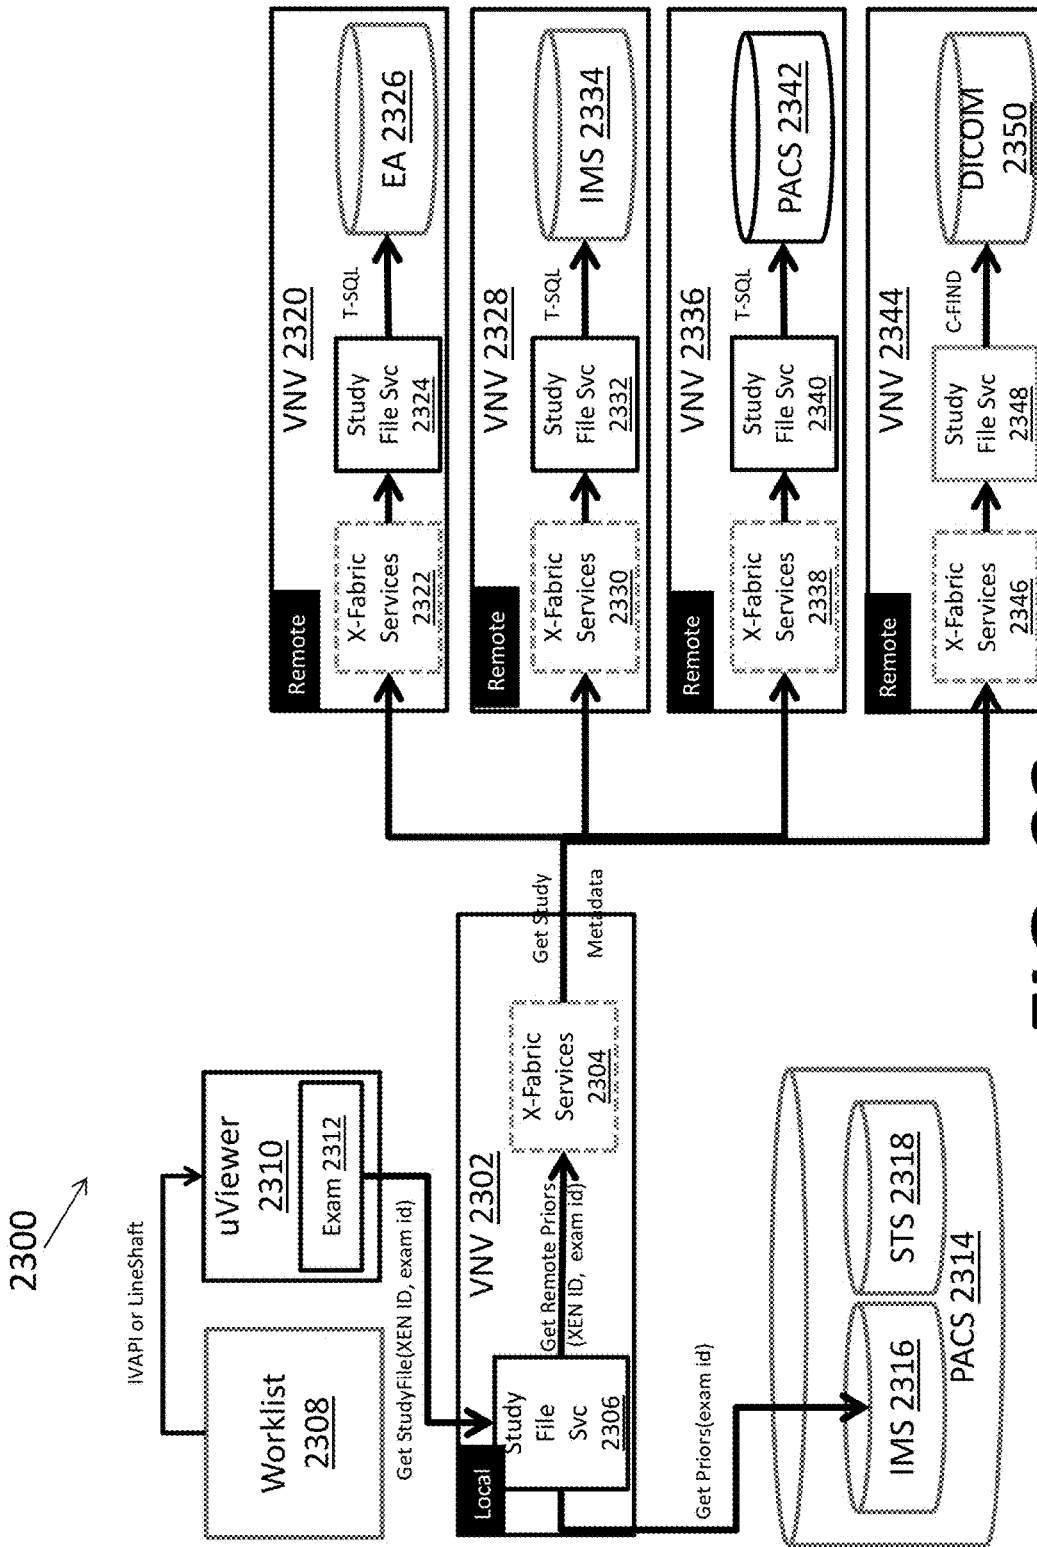 2300
IVAPI or LineShaft
Worklist
2308
uViewer
2310
Exam 2312
Get StudyFile(XEN ID, exam id)
Local
VNV 2302
Study
File
Svc
2306
Get Remote Priors
(XEN ID, exam id)
X-Fabric
Services
2304
Get Study
Metadata
Get Priors(exam id)
IMS 2316
STS 2318
PACS 2314
Remote
VNV 2320
X-Fabric
Services
2322
Study
File Svc
2324
T-SQL
EA 2326
Remote
VNV 2328
X-Fabric
Services
2330
Study
File Svc
2332
T-SQL
IMS 2334
Remote
VNV 2336
X-Fabric
Services
2338
Study
File Svc
2340
T-SQL
PACS 2342
Remote
VNV 2344
X-Fabric
Services
2346
Study
File Svc
2348
C-FIND
DICOM
2350